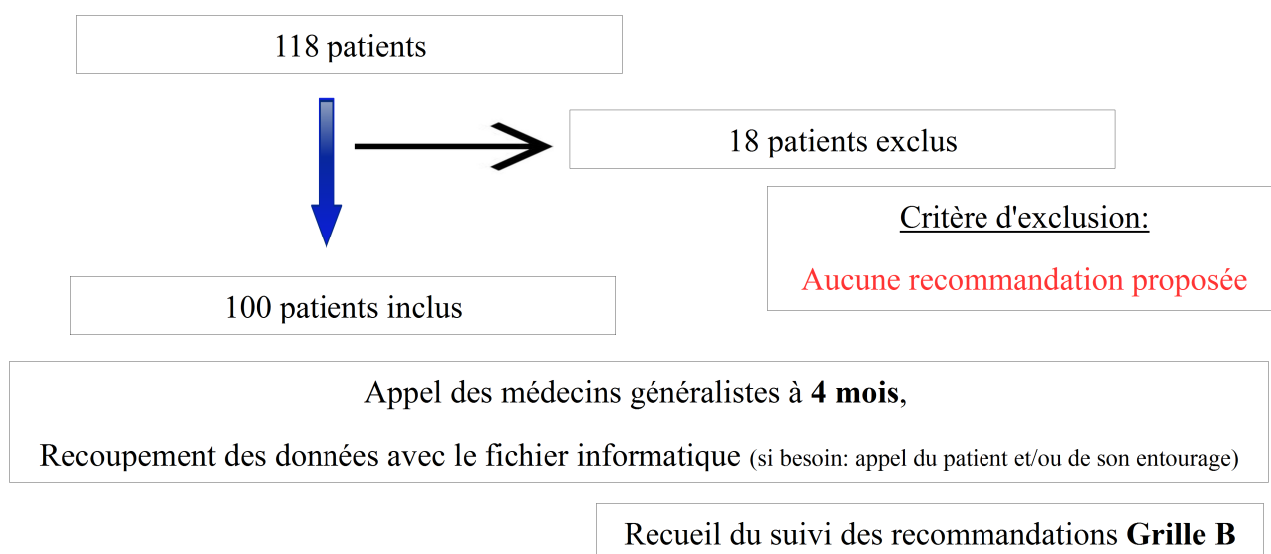 118 patients
18 patients exclus
Critère d'exclusion:
Aucune recommandation proposée
100 patients inclus
Appel des médecins généralistes à 4 mois,
Recoupement des données avec le fichier informatique (si besoin: appel du patient et/ou de son entourage)
Recueil du suivi des recommandations Grille B